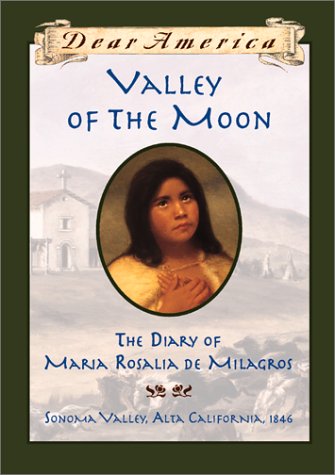 Dear America
VALLEY
OF THE MOON
THE DIARY OF
MARIA ROSALIA DE MILAGROS
SONOMA VALLEY, ALTA CALIFORNIA, 1846